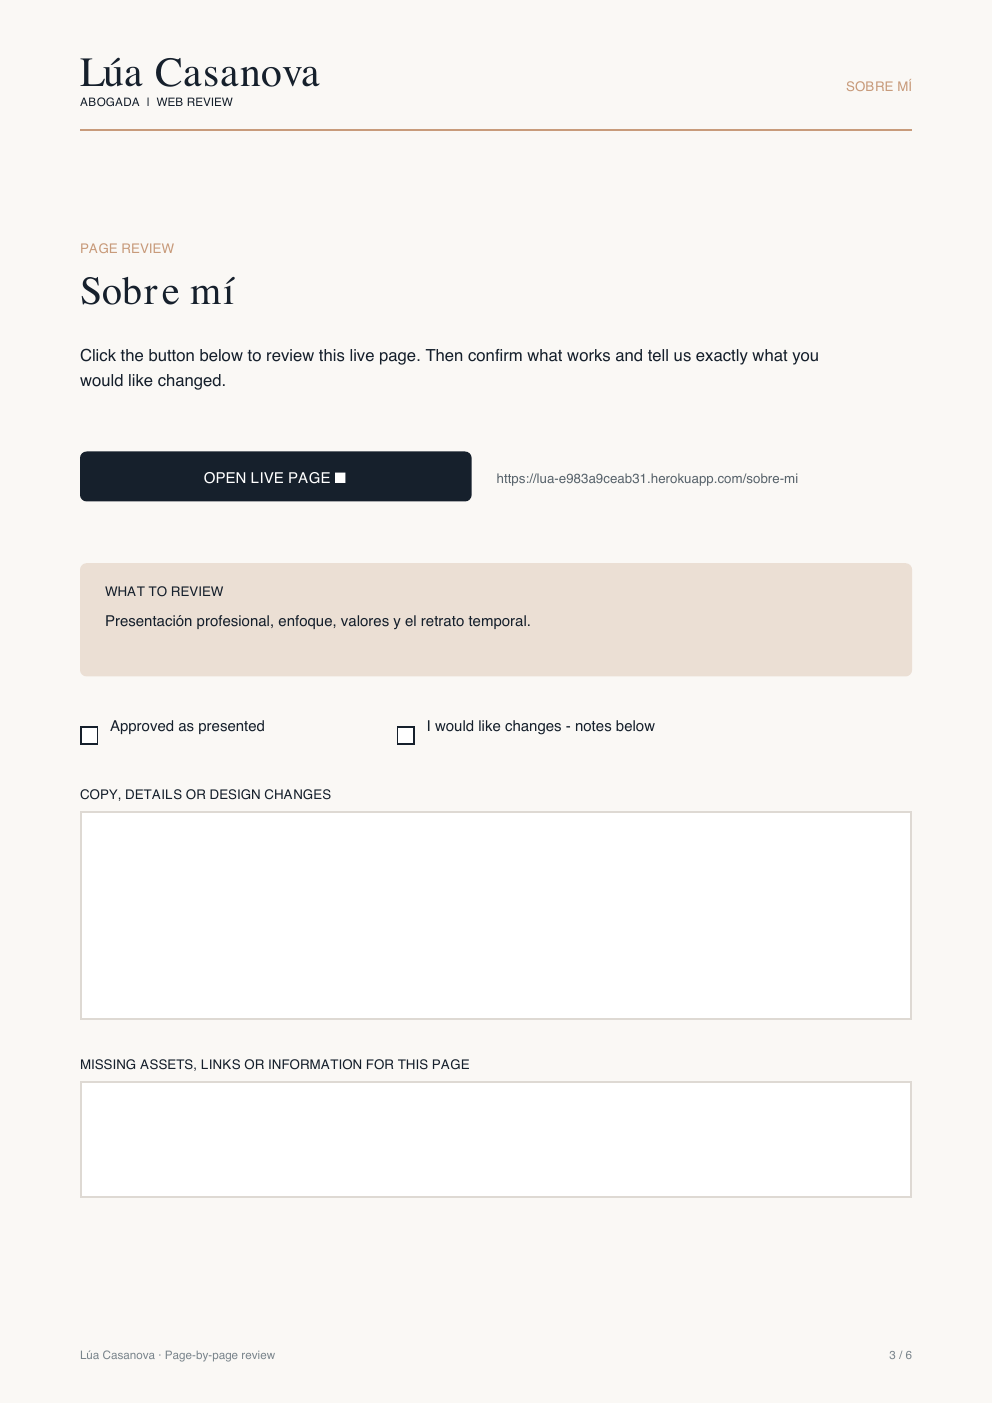 Lúa Casanova
ABOGADA | WEB REVIEW
SOBRE MÍ
PAGE REVIEW
Sobre mí
Click the button below to review this live page. Then confirm what works and tell us exactly what you
would like changed.
OPEN LIVE PAGE ■
https://lua-e983a9ceab31.herokuapp.com/sobre-mi
WHAT TO REVIEW
Presentación profesional, enfoque, valores y el retrato temporal.
Approved as presented
I would like changes - notes below
COPY, DETAILS OR DESIGN CHANGES
MISSING ASSETS, LINKS OR INFORMATION FOR THIS PAGE
Lúa Casanova · Page-by-page review
3 / 6